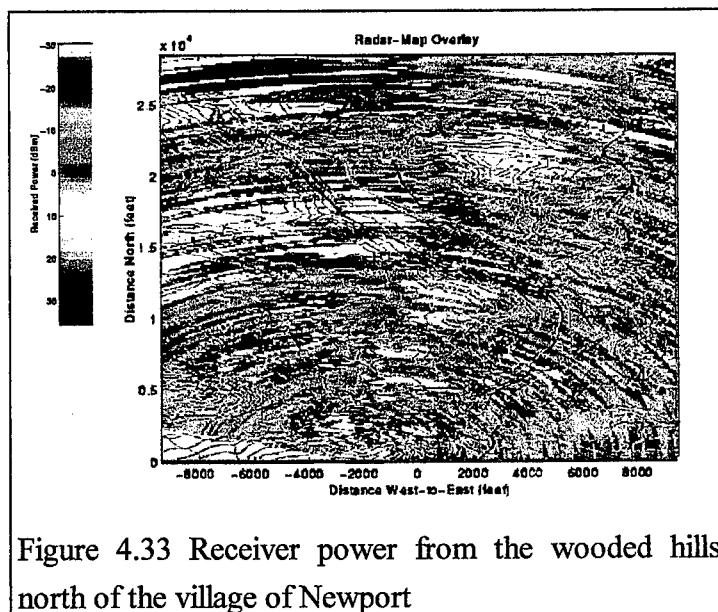 Radar-Map Overlay
x 10⁴
-30
-20
-10
0
10
20
30
Received Power (dBm)
2.5
2
1.5
1
0.5
0
Distance North (feet)
-8000 -6000 -4000 -2000 0 2000 4000 6000 8000
Distance West-to-East (feet)
Figure 4.33 Receiver power from the wooded hills
north of the village of Newport